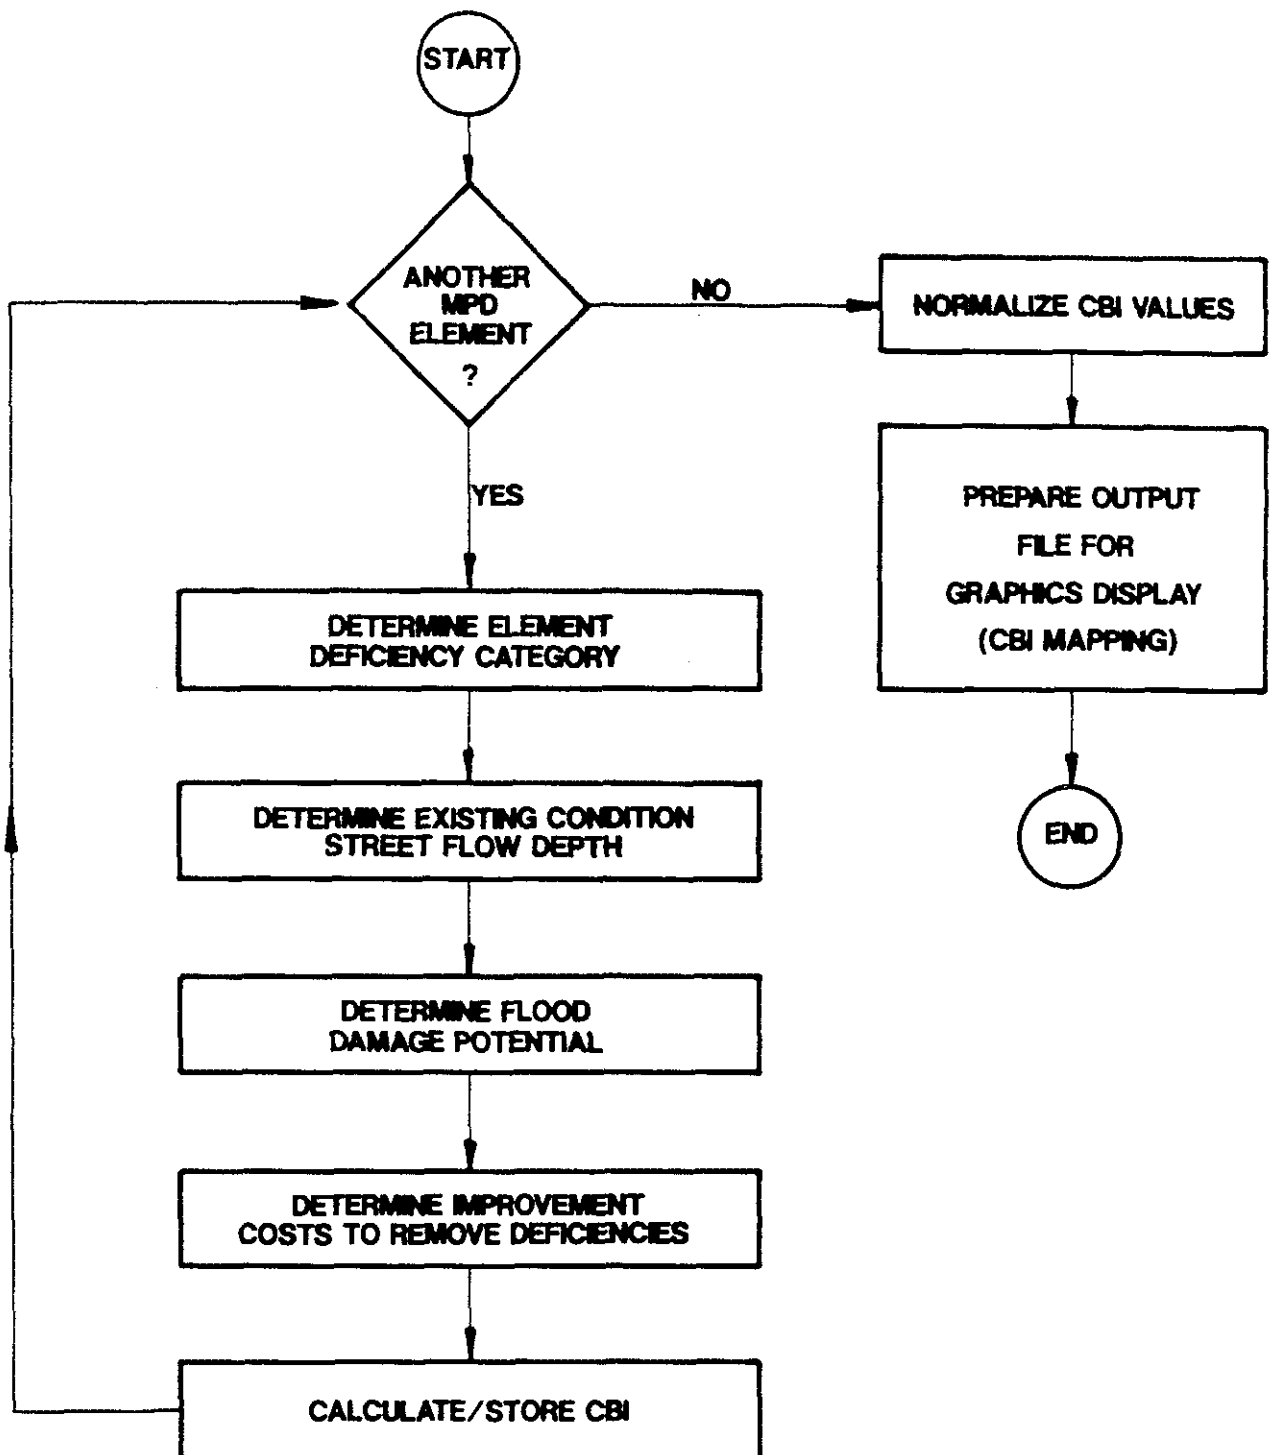 START
ANOTHER
MPD
ELEMENT
?
NO
NORMALIZE CBI VALUES
PREPARE OUTPUT
FILE FOR
GRAPHICS DISPLAY
(CBI MAPPING)
END
YES
DETERMINE ELEMENT
DEFICIENCY CATEGORY
DETERMINE EXISTING CONDITION
STREET FLOW DEPTH
DETERMINE FLOOD
DAMAGE POTENTIAL
DETERMINE IMPROVEMENT
COSTS TO REMOVE DEFICIENCIES
CALCULATE/STORE CBI